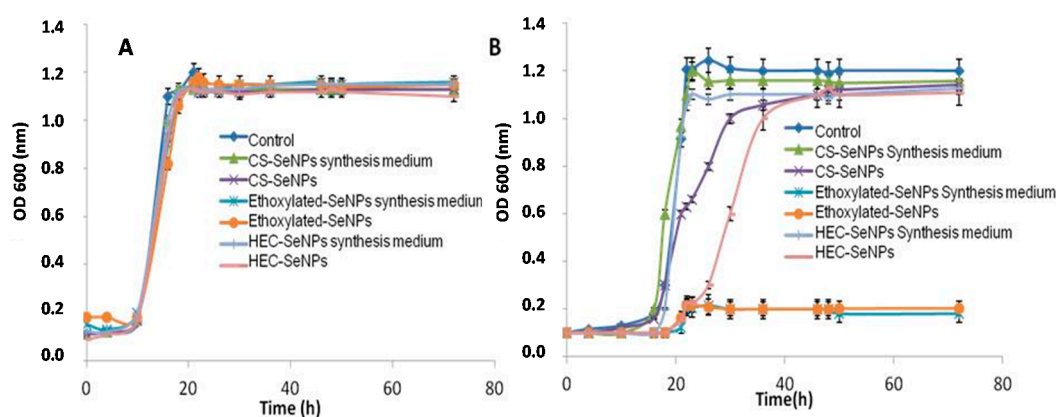 A
1.4
1.2
1.0
0.8
0.6
0.4
0.2
0.0
OD 600 (nm)
Control
CS-SeNPs synthesis medium
CS-SeNPs
Ethoxylated-SeNPs synthesis medium
Ethoxylated-SeNPs
HEC-SeNPs synthesis medium
HEC-SeNPs
0 20 40 60 80
Time (h)
B
1.4
1.2
1.0
0.8
0.6
0.4
0.2
0.0
OD 600 (nm)
Control
CS-SeNPs Synthesis medium
CS-SeNPs
Ethoxylated-SeNPs Synthesis medium
Ethoxylated-SeNPs
HEC-SeNPs Synthesis medium
HEC-SeNPs
0 20 40 60 80
Time(h)